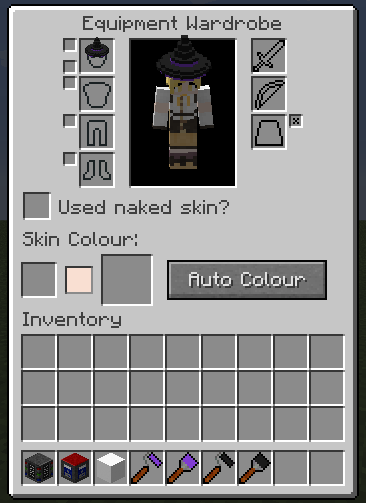 Equipment Wardrobe
Used naked skin?
Skin Colour:
Auto Colour
Inventory